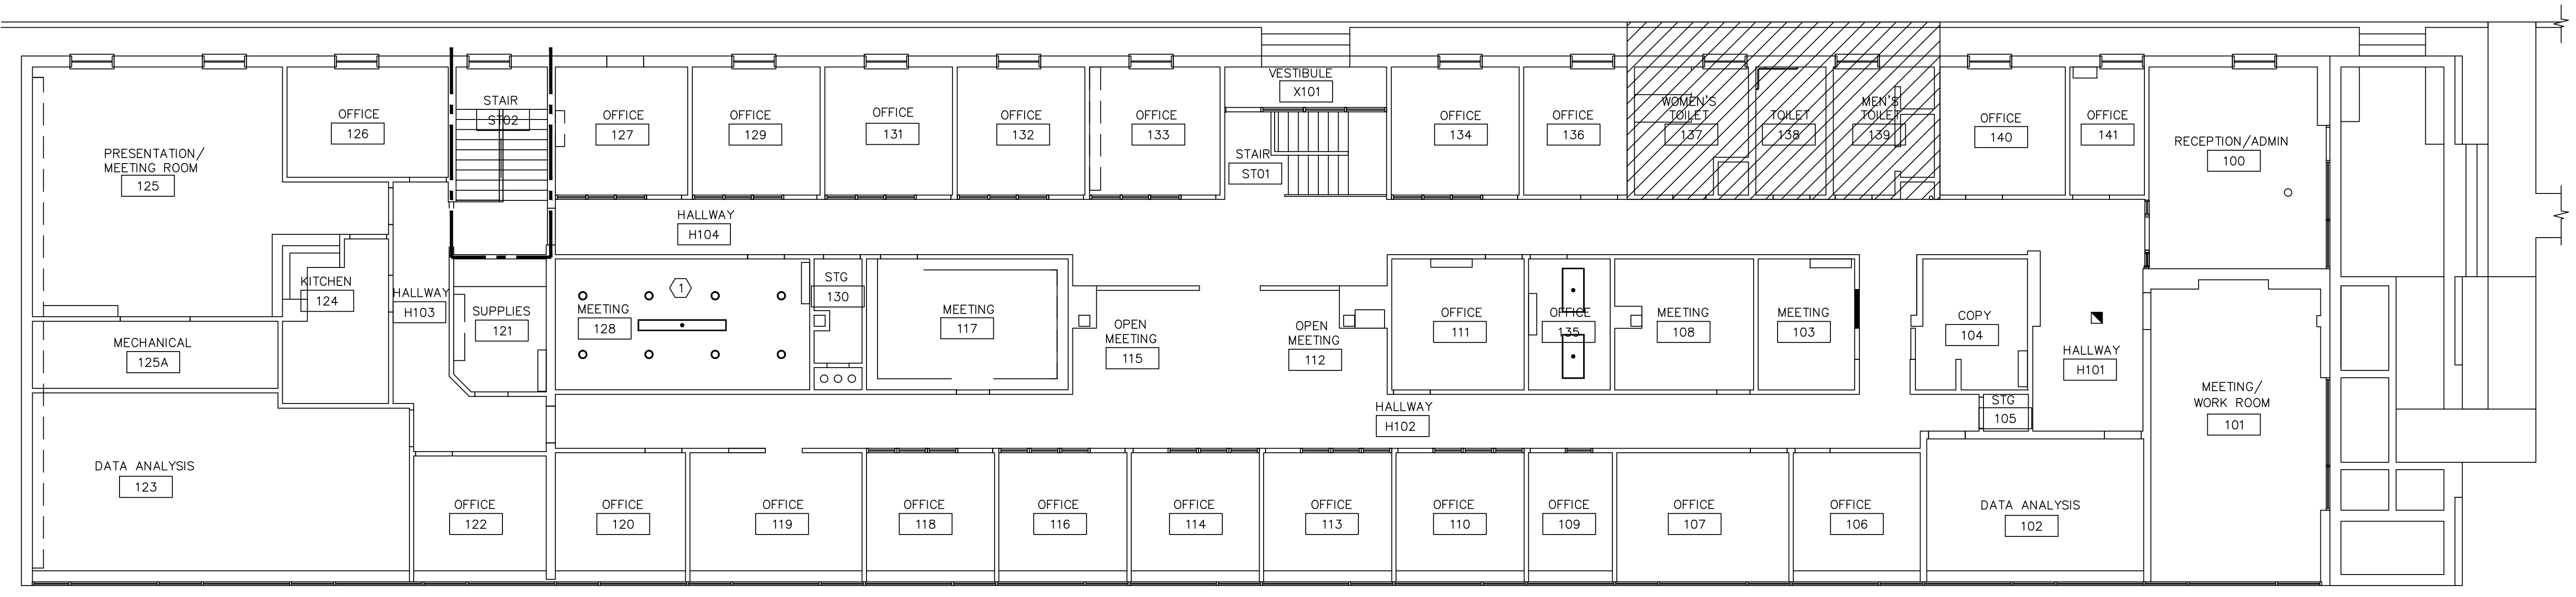 VESTIBULE
X101
STAIR
ST02
OFFICE
126
OFFICE
127
OFFICE
129
OFFICE
131
OFFICE
132
OFFICE
133
OFFICE
134
OFFICE
136
WOMEN'S
TOILET
137
TOILET
138
MEN'S
TOILET
139
OFFICE
140
OFFICE
141
RECEPTION/ADMIN
100
PRESENTATION/
MEETING ROOM
125
STAIR
ST01
HALLWAY
H104
KITCHEN
124
HALLWAY
H103
SUPPLIES
121
1
MEETING
128
STG
130
MEETING
117
OPEN
MEETING
115
OPEN
MEETING
112
OFFICE
111
OFFICE
135
MEETING
108
MEETING
103
COPY
104
HALLWAY
H101
MECHANICAL
125A
MEETING/
WORK ROOM
101
STG
105
HALLWAY
H102
DATA ANALYSIS
123
OFFICE
122
OFFICE
120
OFFICE
119
OFFICE
118
OFFICE
116
OFFICE
114
OFFICE
113
OFFICE
110
OFFICE
109
OFFICE
107
OFFICE
106
DATA ANALYSIS
102